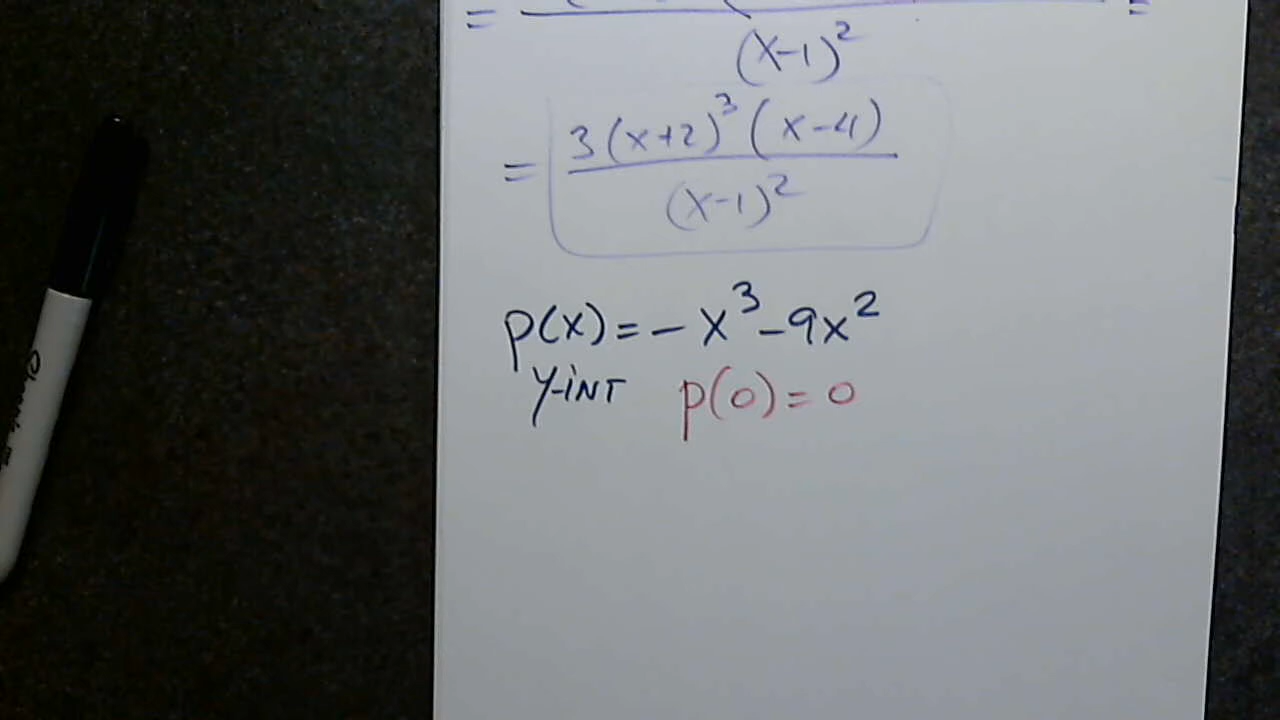 = =
(x-1)²
= 3(x+2)³(x-4)
(x-1)²
p(x)=-x³-9x²
Y-INT p(0)=0